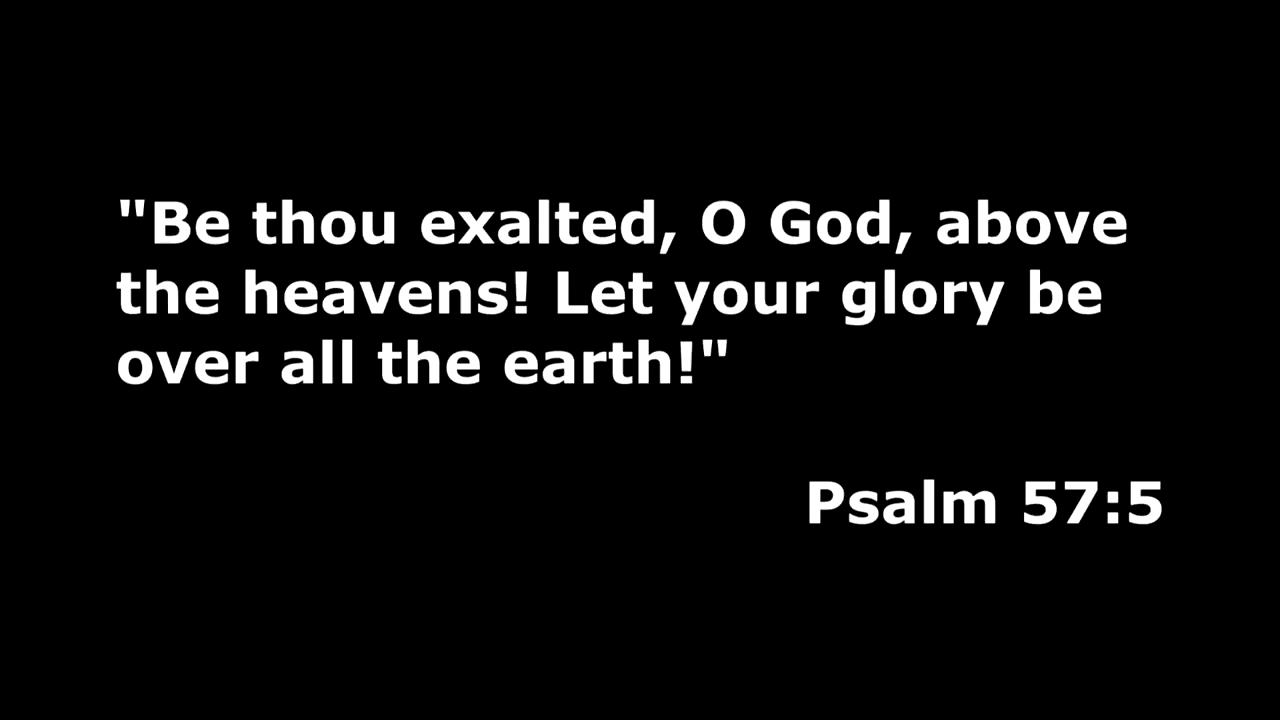 "Be thou exalted, O God, above
the heavens! Let your glory be
over all the earth!"
Psalm 57:5